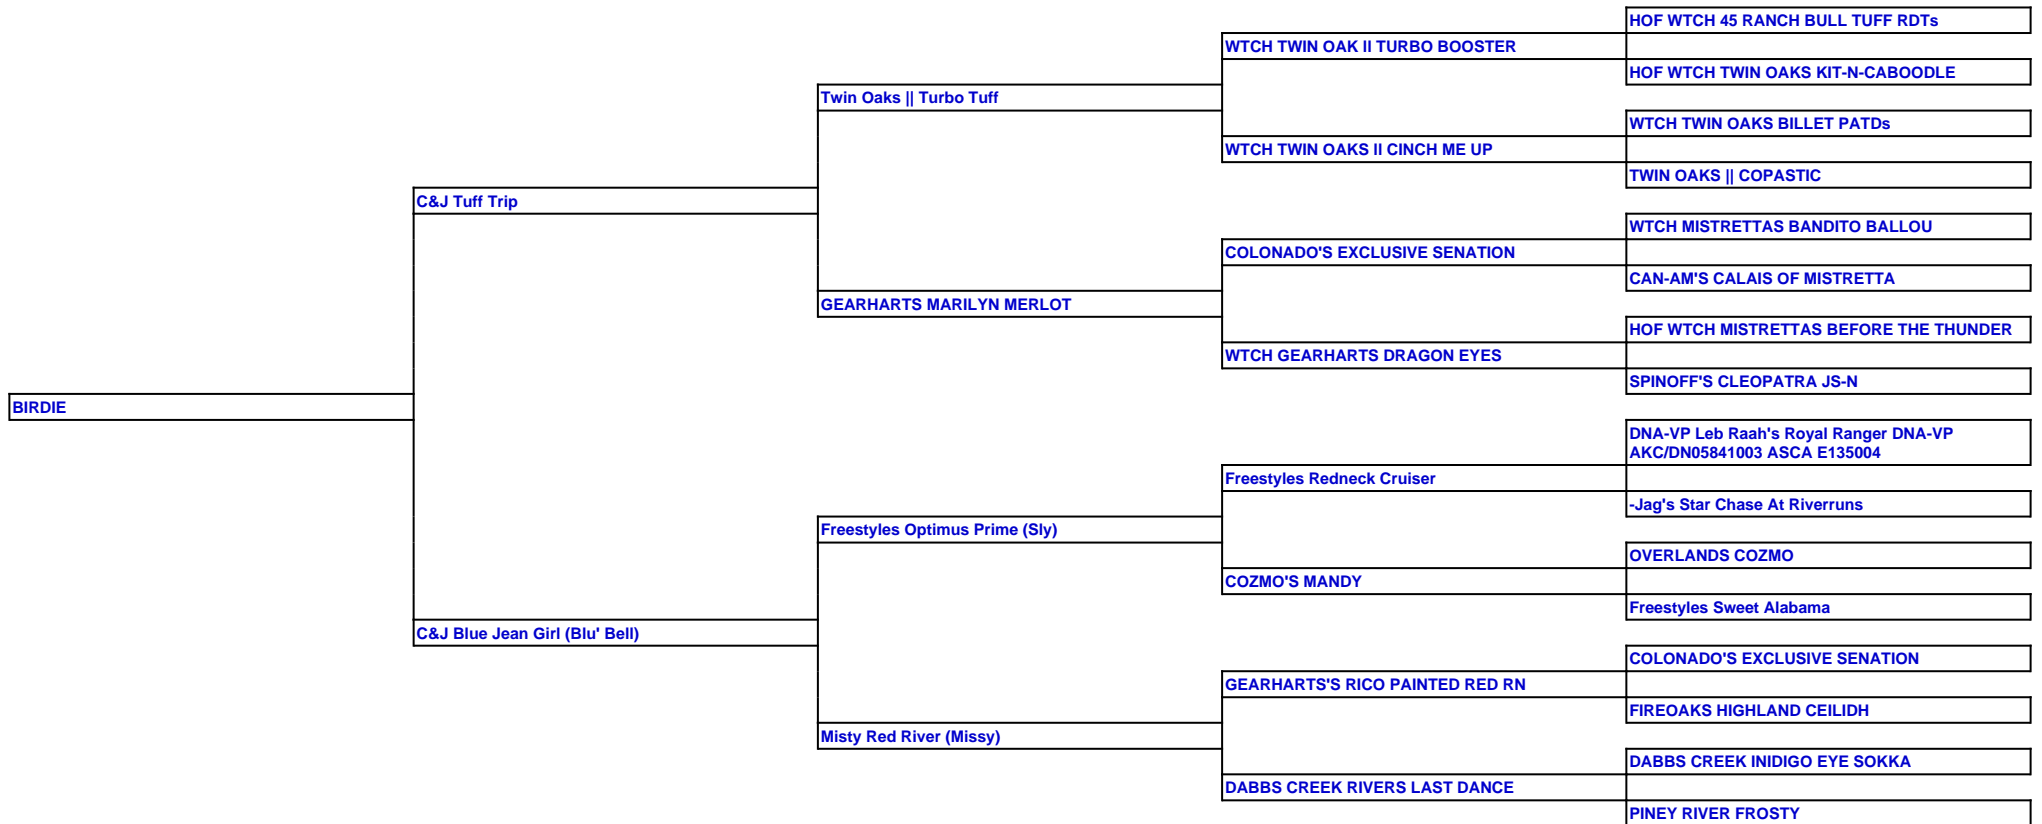 HOF WTCH 45 RANCH BULL TUFF RDTs
WTCH TWIN OAK II TURBO BOOSTER
HOF WTCH TWIN OAKS KIT-N-CABOODLE
Twin Oaks || Turbo Tuff
WTCH TWIN OAKS BILLET PATDs
WTCH TWIN OAKS II CINCH ME UP
TWIN OAKS || COPASTIC
C&J Tuff Trip
WTCH MISTRETTAS BANDITO BALLOU
COLONADO'S EXCLUSIVE SENATION
CAN-AM'S CALAIS OF MISTRETTA
GEARHARTS MARILYN MERLOT
HOF WTCH MISTRETTAS BEFORE THE THUNDER
WTCH GEARHARTS DRAGON EYES
SPINOFF'S CLEOPATRA JS-N
BIRDIE
DNA-VP Leb Raah's Royal Ranger DNA-VP
AKC/DN05841003 ASCA E135004
Freestyles Redneck Cruiser
-Jag's Star Chase At Riverruns
Freestyles Optimus Prime (Sly)
OVERLANDS COZMO
COZMO'S MANDY
Freestyles Sweet Alabama
C&J Blue Jean Girl (Blu' Bell)
COLONADO'S EXCLUSIVE SENATION
GEARHARTS'S RICO PAINTED RED RN
FIREOAKS HIGHLAND CEILIDH
Misty Red River (Missy)
DABBS CREEK INIDIGO EYE SOKKA
DABBS CREEK RIVERS LAST DANCE
PINEY RIVER FROSTY